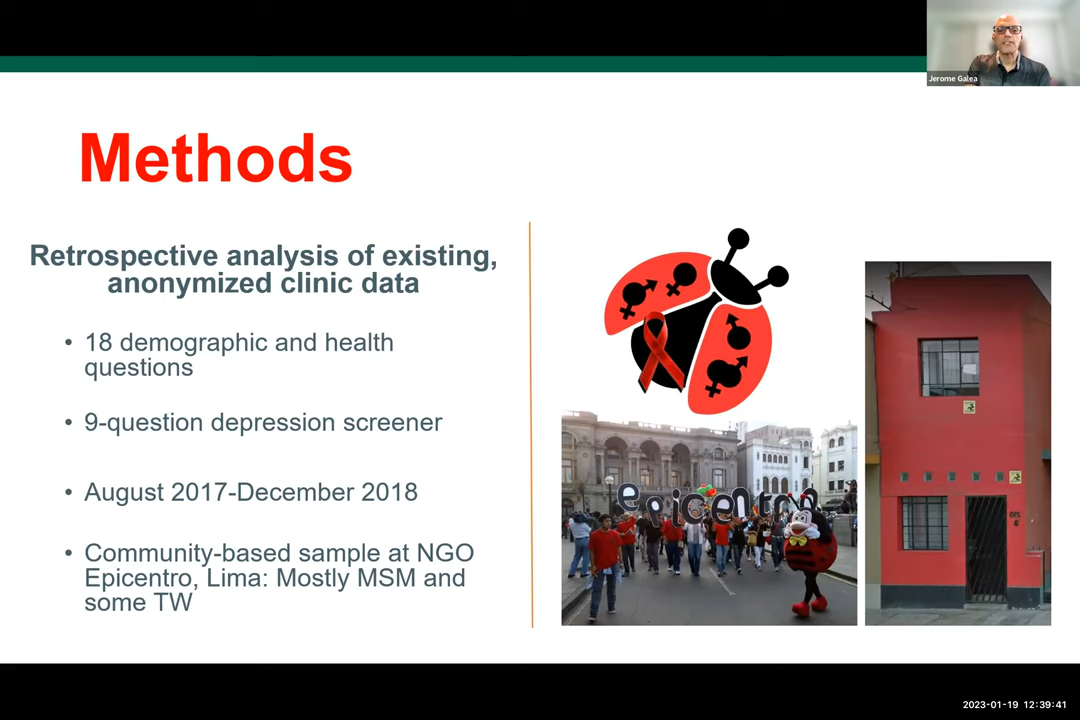 Jerome Galea
Methods
Retrospective analysis of existing,
anonymized clinic data
• 18 demographic and health
questions
• 9-question depression screener
• August 2017-December 2018
• Community-based sample at NGO
Epicentro, Lima: Mostly MSM and
some TW
epicentro
2023-01-19 12:39:41